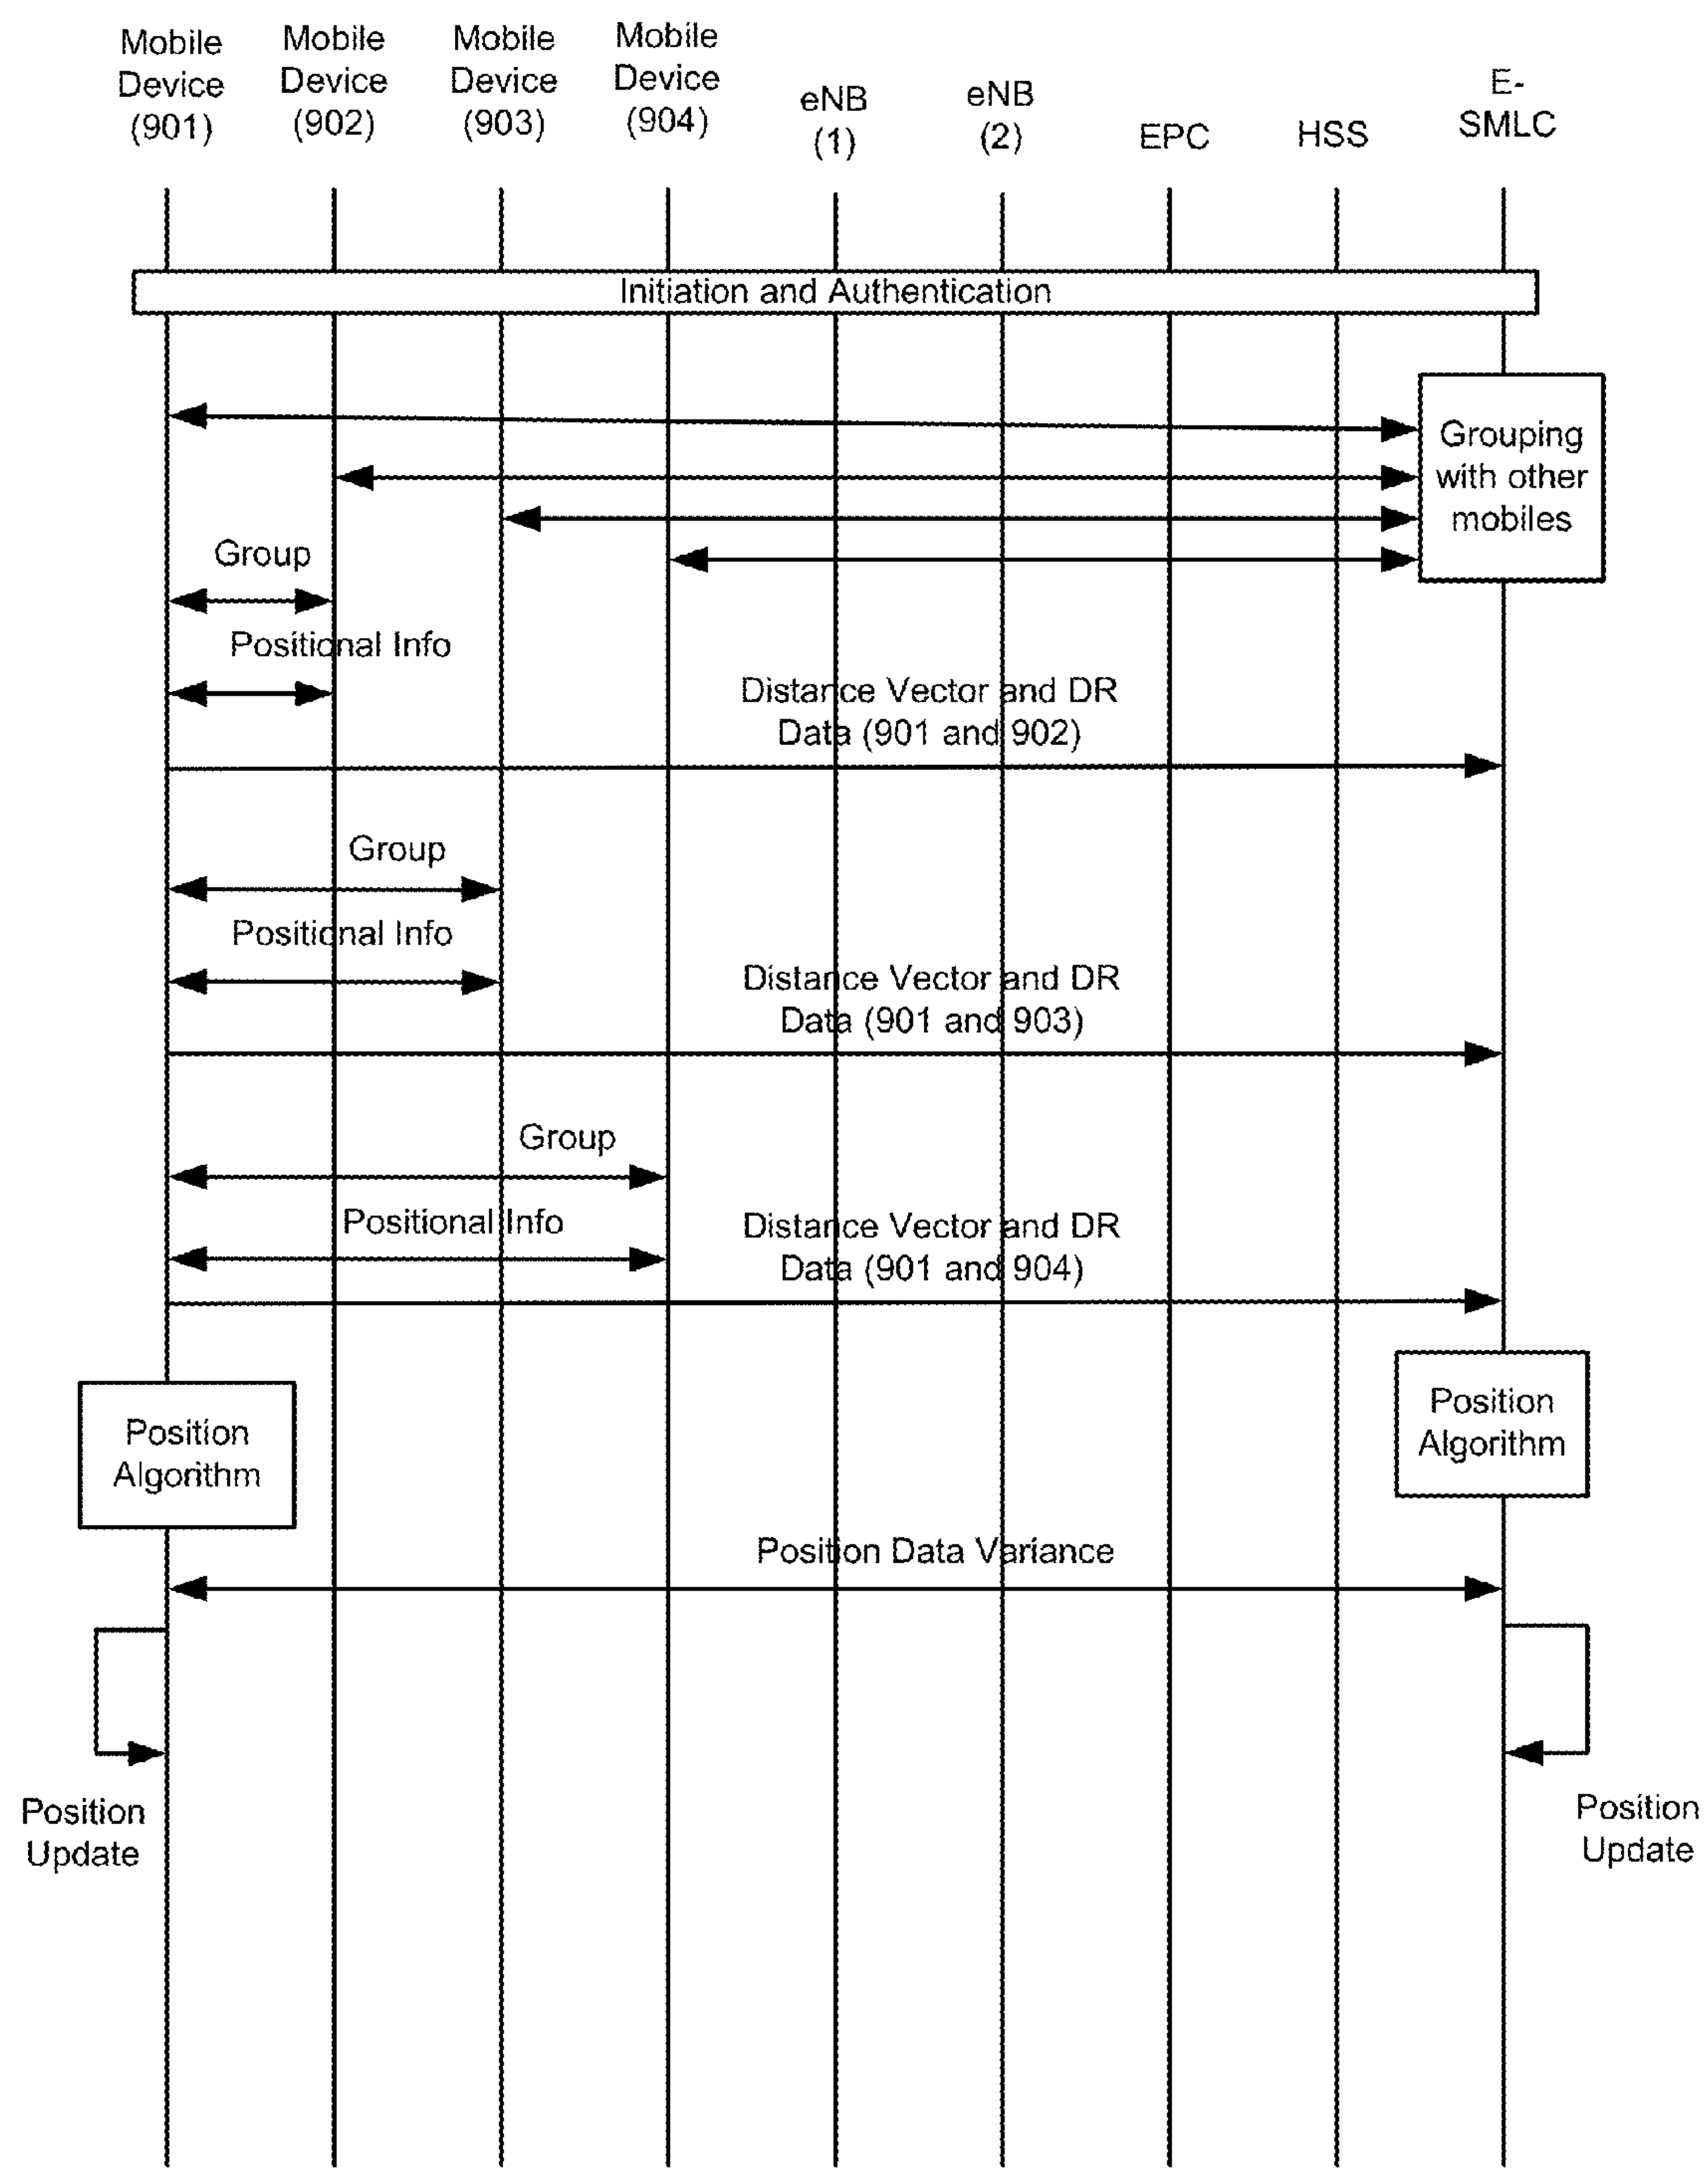 Mobile
Device
(901)
Mobile
Device
(902)
Mobile
Device
(903)
Mobile
Device
(904)
eNB
(1)
eNB
(2)
EPC
HSS
E-
SMLC
Initiation and Authentication
Grouping
with other
mobiles
Group
Positional Info
Distance Vector and DR
Data (901 and 902)
Group
Positional Info
Distance Vector and DR
Data (901 and 903)
Group
Positional Info
Distance Vector and DR
Data (901 and 904)
Position
Algorithm
Position
Algorithm
Position Data Variance
Position
Update
Position
Update